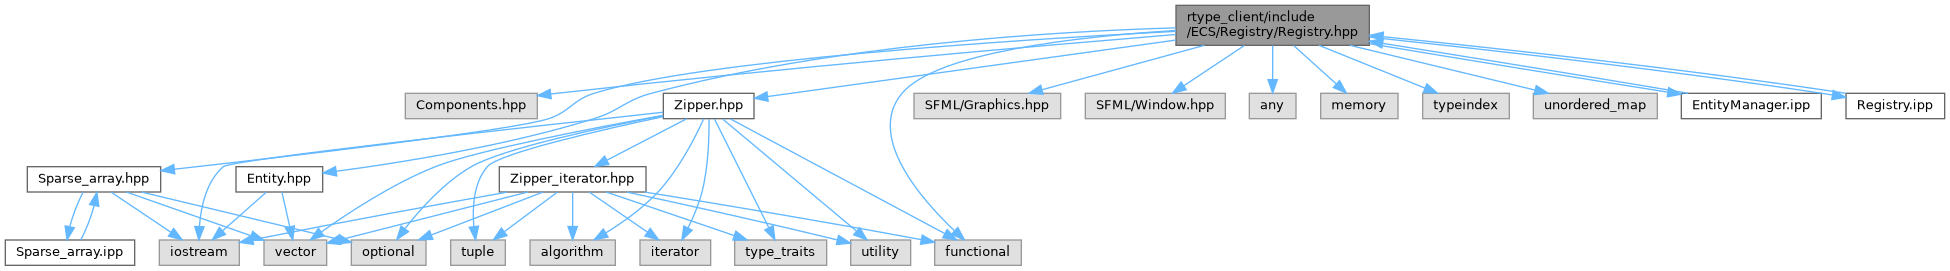 rtype_client/include
/ECS/Registry/Registry.hpp
Components.hpp
Zipper.hpp
SFML/Graphics.hpp
SFML/Window.hpp
any
memory
typeindex
unordered_map
EntityManager.ipp
Registry.ipp
Sparse_array.hpp
Entity.hpp
Zipper_iterator.hpp
Sparse_array.ipp
iostream
vector
optional
tuple
algorithm
iterator
type_traits
utility
functional